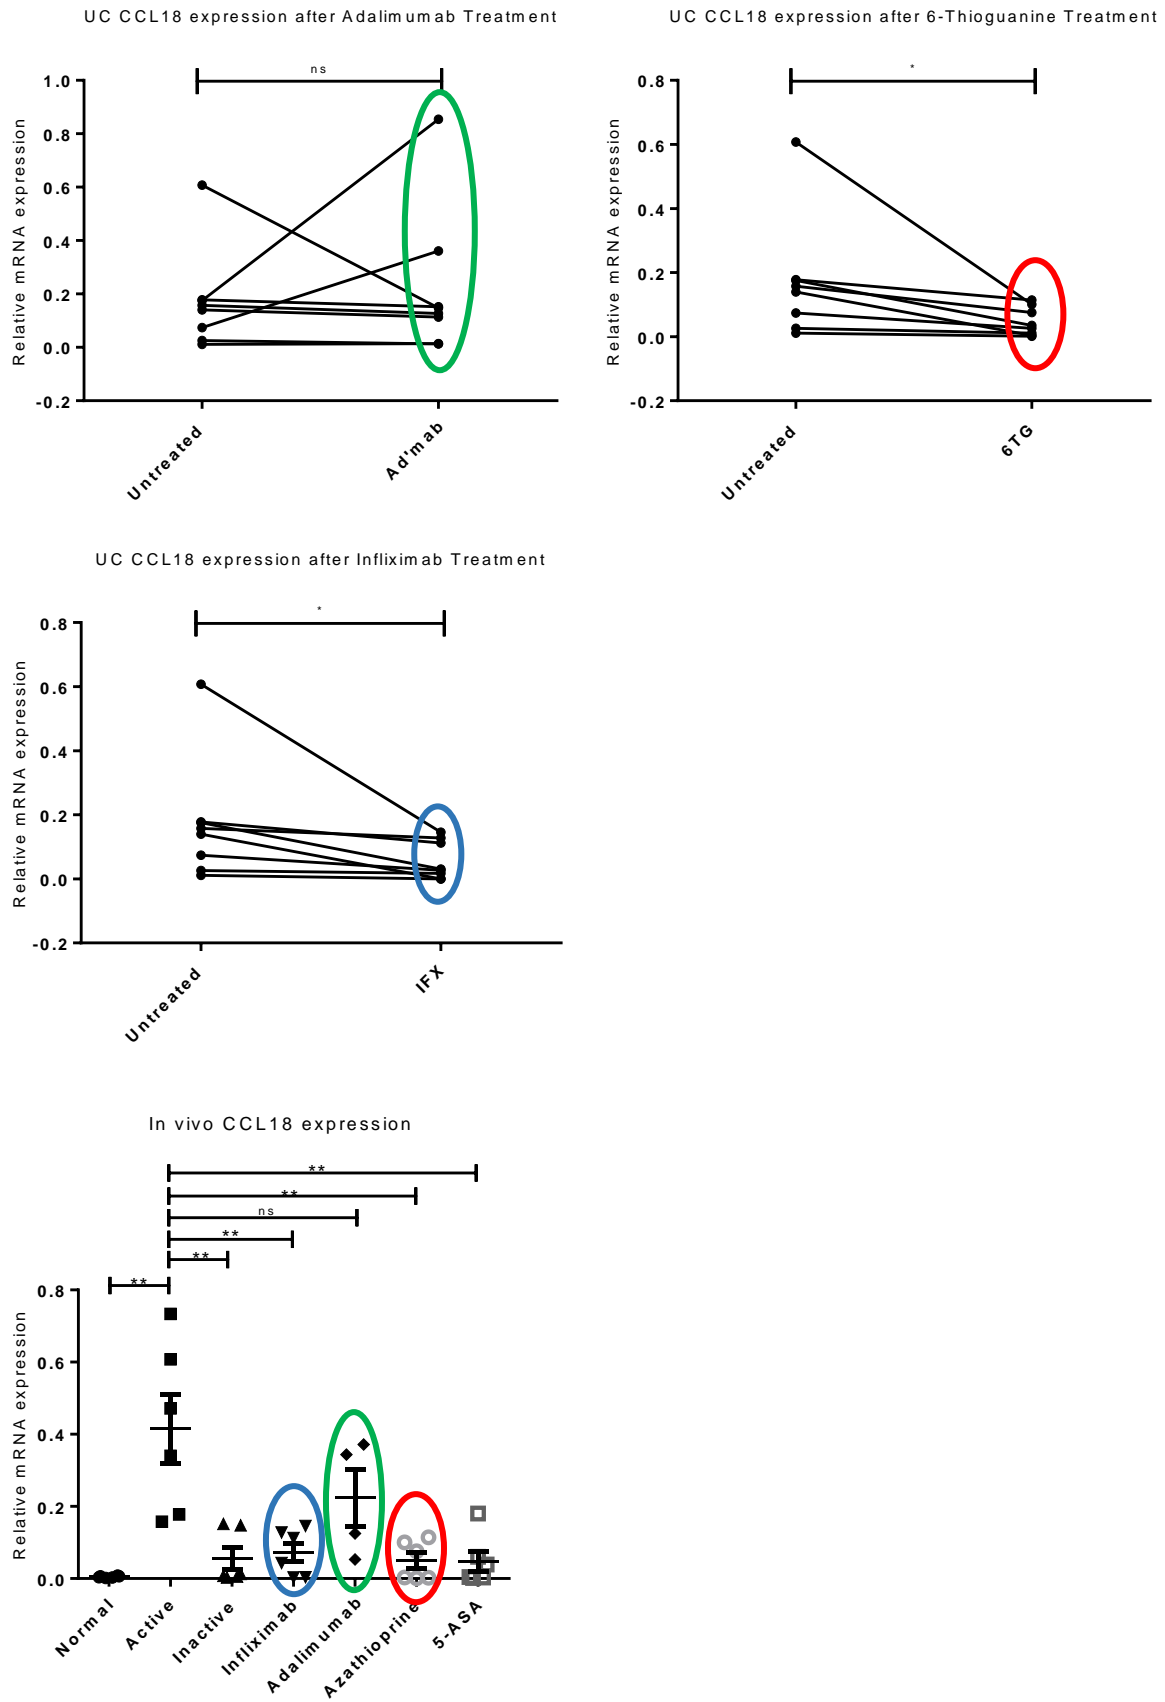 UC CCL18 expression after Adalimumab Treatment
ns
Relative mRNA expression
1.0
0.8
0.6
0.4
0.2
0.0
-0.2
Untreated
Ad'mab
UC CCL18 expression after 6-Thioguanine Treatment
*
Relative mRNA expression
0.8
0.6
0.4
0.2
0.0
-0.2
Untreated
6TG
UC CCL18 expression after Infliximab Treatment
*
Relative mRNA expression
0.8
0.6
0.4
0.2
0.0
-0.2
Untreated
IFX
In vivo CCL18 expression
**
**
ns
**
**
**
Relative mRNA expression
0.8
0.6
0.4
0.2
0.0
Normal
Active
Inactive
Infliximab
Adalimumab
Azathioprine
5-ASA